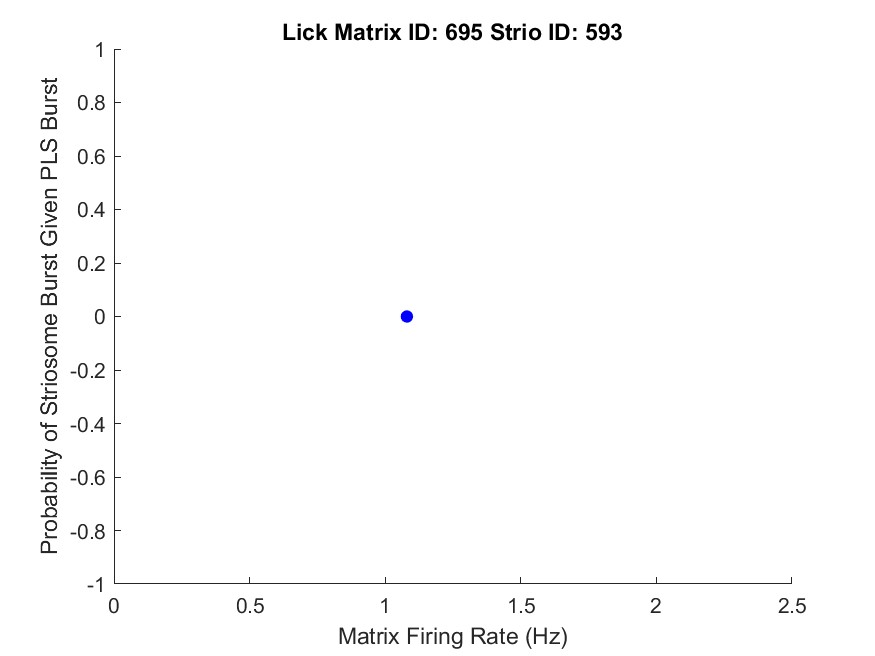 Lick Matrix ID: 695 Strio ID: 593
Probability of Striosome Burst Given PLS Burst
1
0.8
0.6
0.4
0.2
0
-0.2
-0.4
-0.6
-0.8
-1
0 0.5 1 1.5 2 2.5
Matrix Firing Rate (Hz)